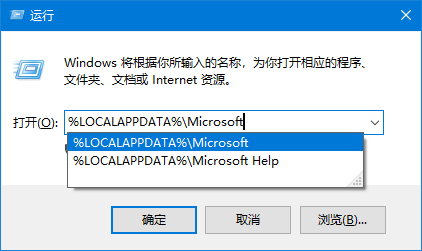 运行
Windows 将根据你所输入的名称，为你打开相应的程序、
文件夹、文档或 Internet 资源。
打开(O): %LOCALAPPDATA%\Microsoft
%LOCALAPPDATA%\Microsoft
%LOCALAPPDATA%\Microsoft Help
确定 取消 浏览(B)...